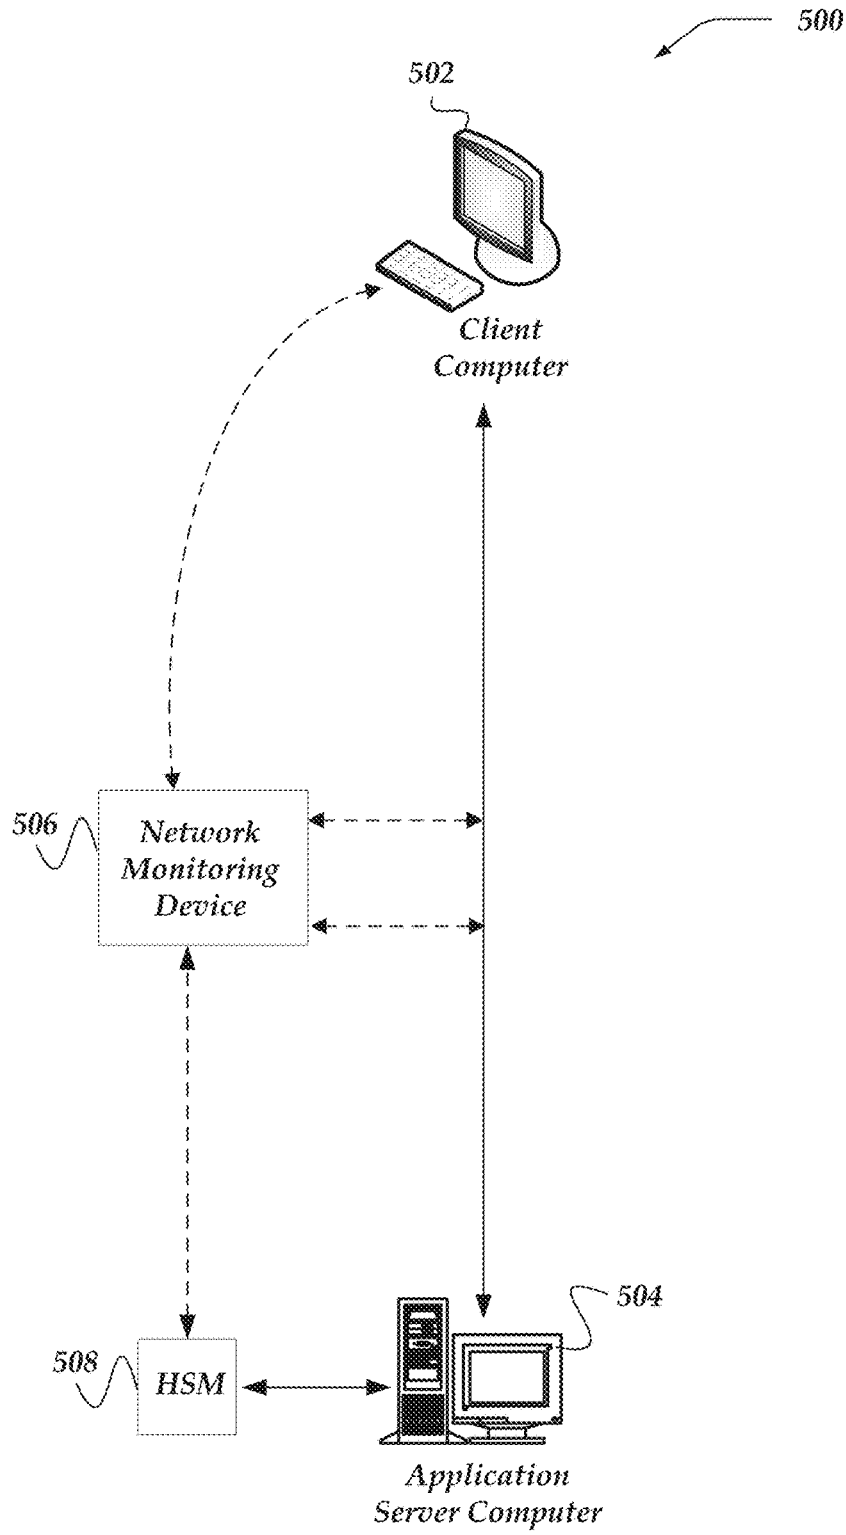 500
502
Client
Computer
506
Network
Monitoring
Device
504
508
HSM
Application
Server Computer